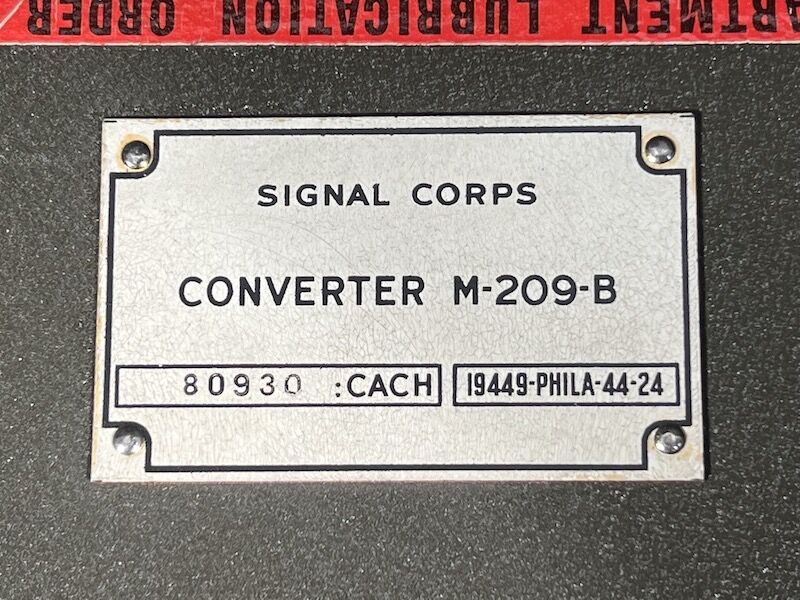 ARTMENT LUBRICATION ORDER
SIGNAL CORPS
CONVERTER M-209-B
80930 :CACH
19449-PHILA-44-24